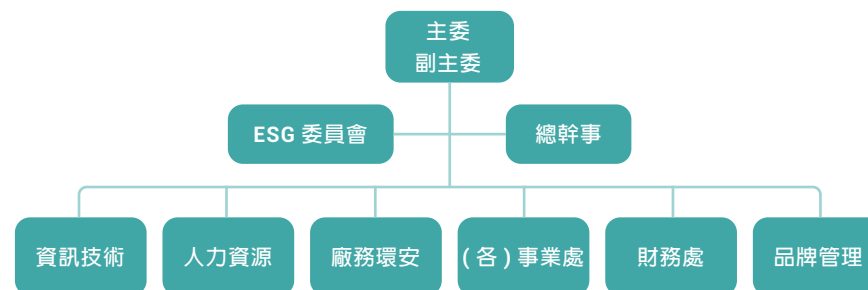 主委
副主委
ESG 委員會
總幹事
資訊技術
人力資源
廠務環安
( 各 ) 事業處
財務處
品牌管理